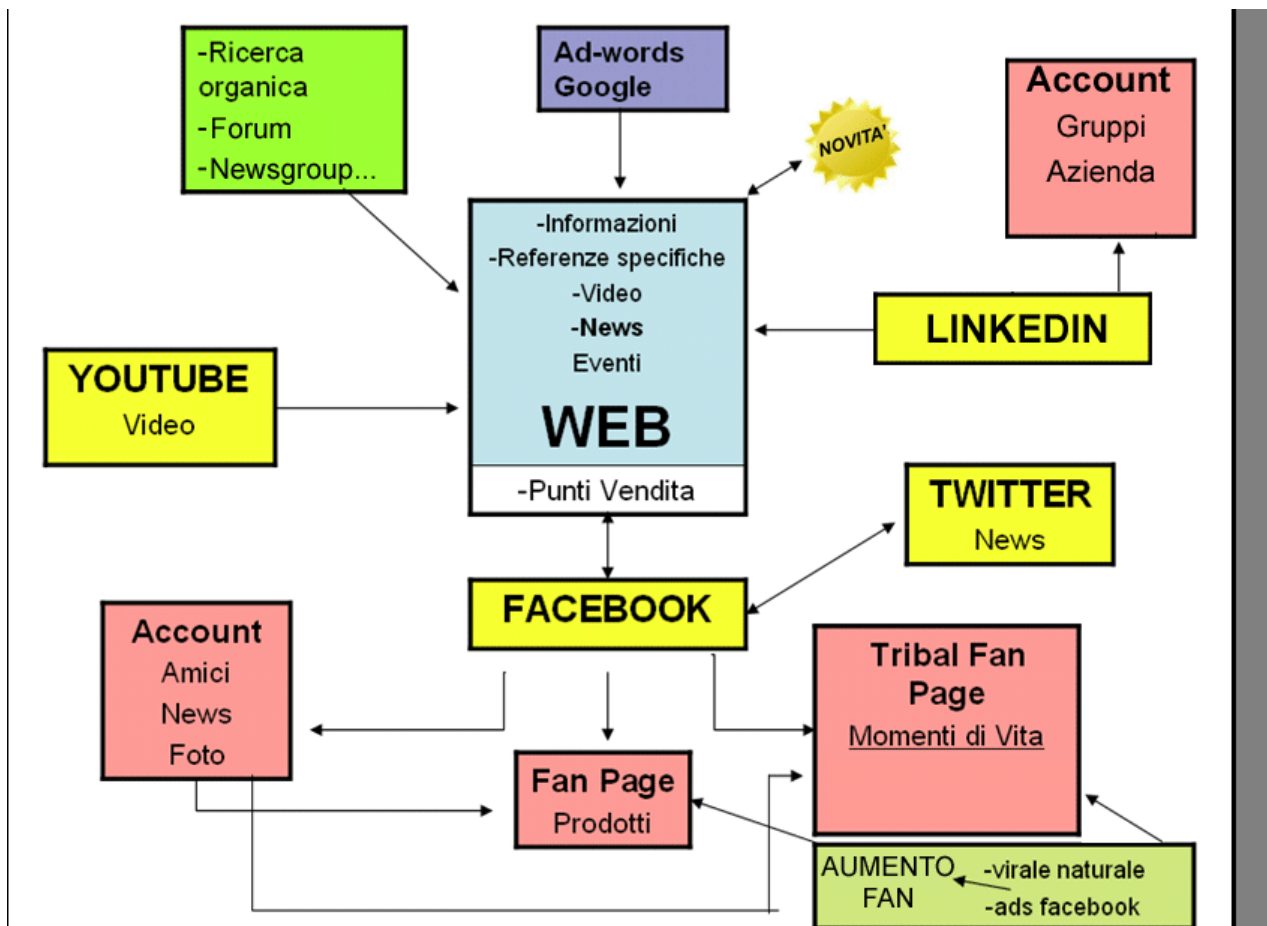 -Ricerca
organica
-Forum
-Newsgroup...
Ad-words
Google
NOVITA'
Account
Gruppi
Azienda
-Informazioni
-Referenze specifiche
-Video
-News
Eventi
WEB
-Punti Vendita
LINKEDIN
YOUTUBE
Video
TWITTER
News
FACEBOOK
Account
Amici
News
Foto
Fan Page
Prodotti
Tribal Fan
Page
Momenti di Vita
AUMENTO
FAN
-virale naturale
-ads facebook